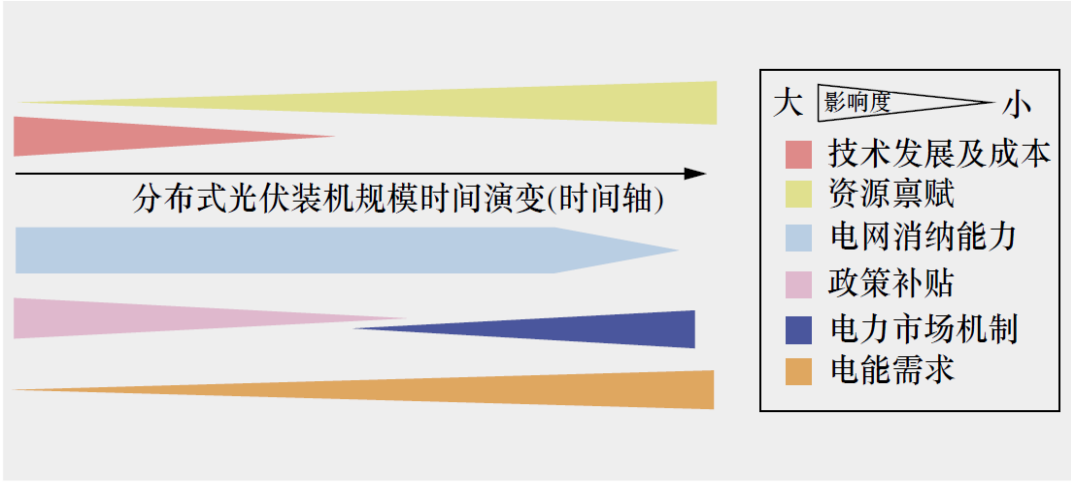 大 影响度 小
技术发展及成本
资源禀赋
分布式光伏装机规模时间演变(时间轴)
电网消纳能力
政策补贴
电力市场机制
电能需求